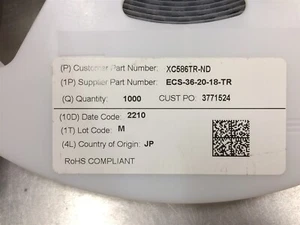 (P) Customer Part Number: XC586TR-ND
(1P) Supplier Part Number: ECS-36-20-18-TR
(Q) Quantity: 1000 CUST PO: 3771524
(10D) Date Code: 2210
(1T) Lot Code: M
(4L) Country of Origin: JP
RoHS COMPLIANT